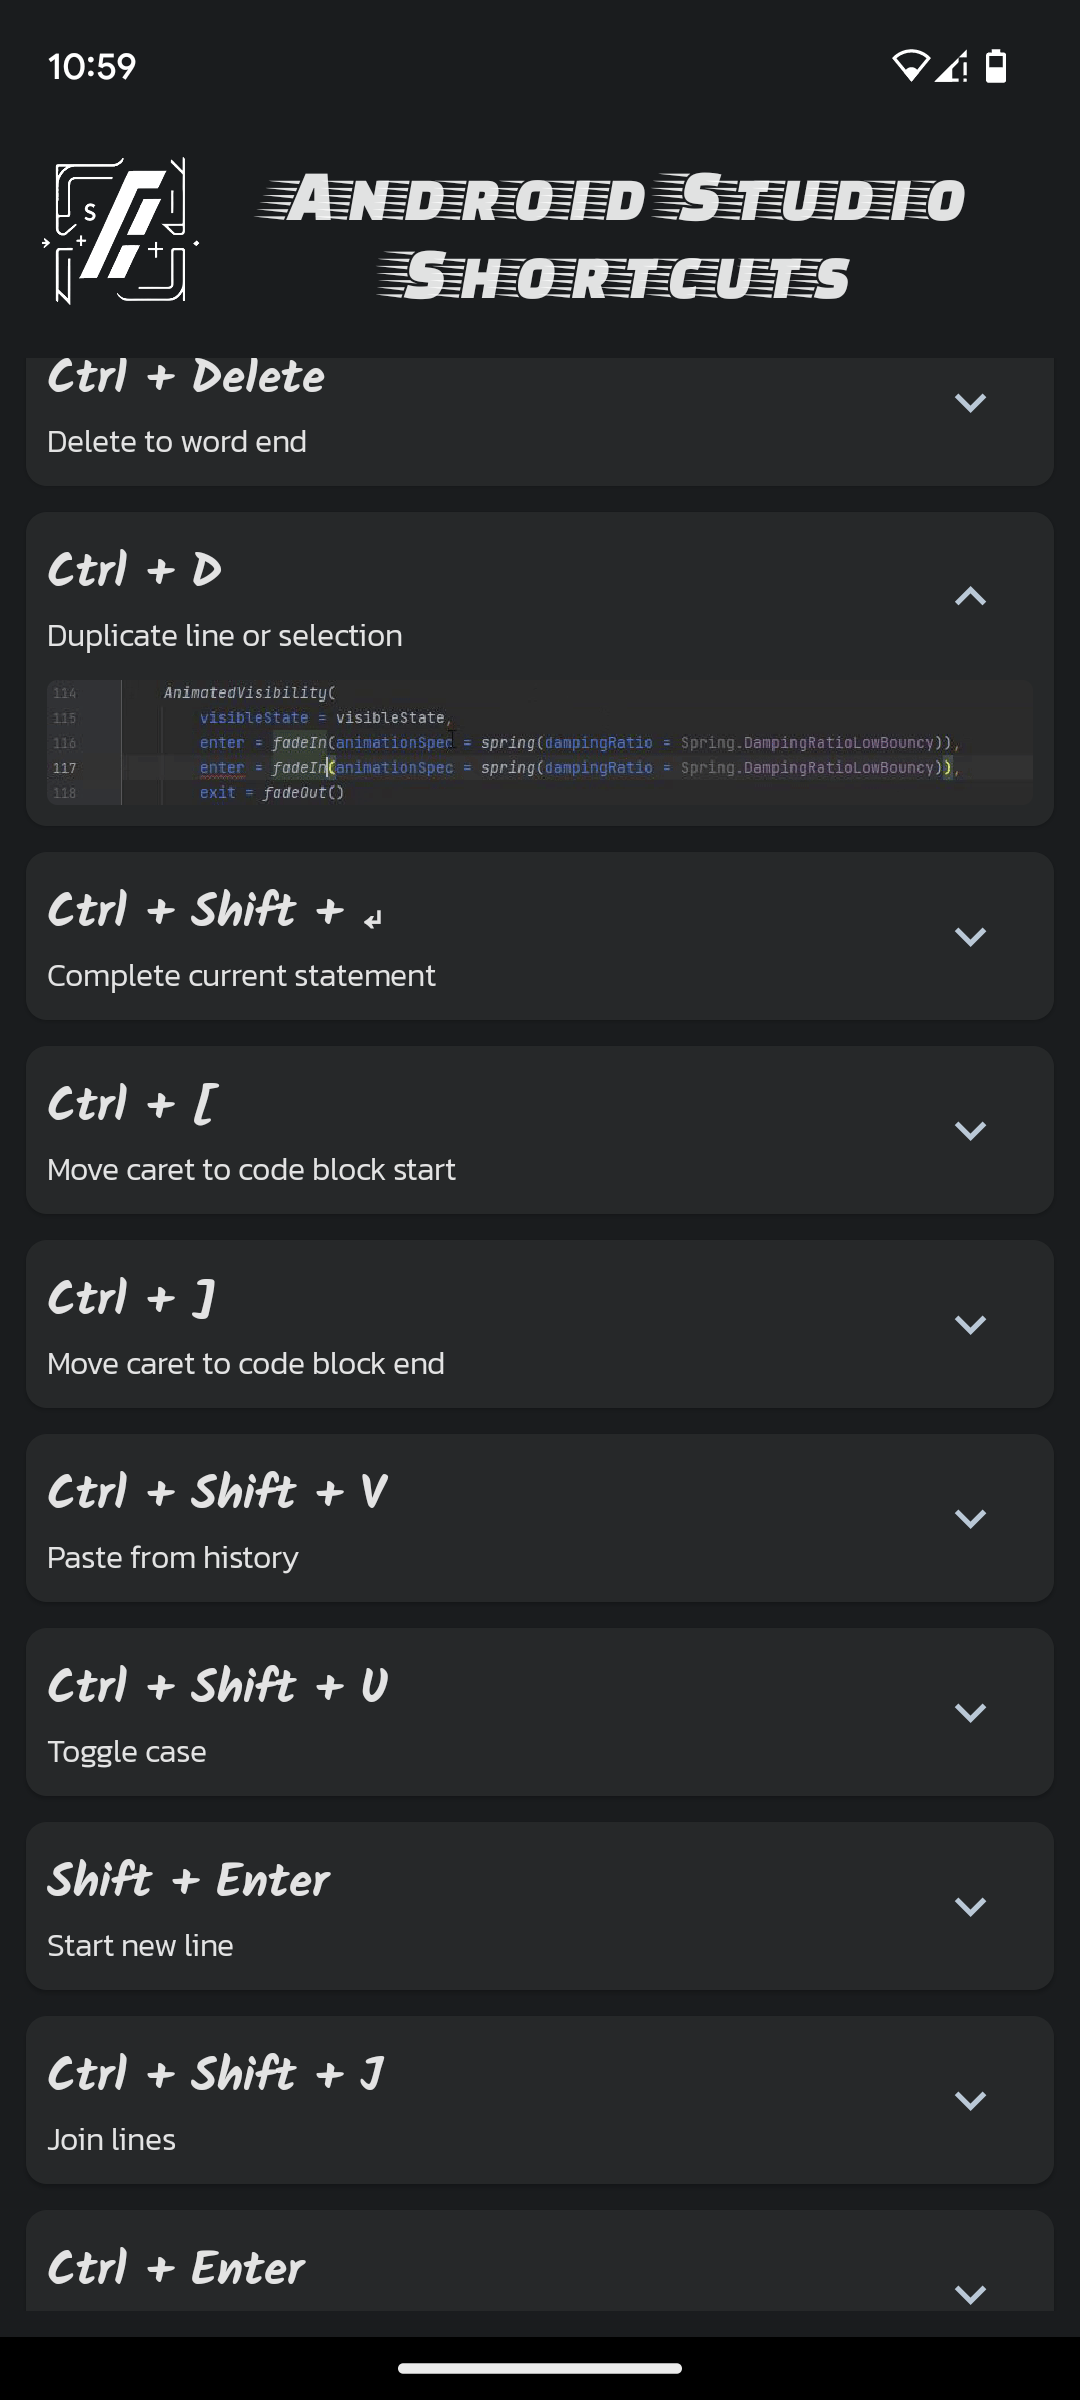 10:59
S
Android Studio
Shortcuts
Ctrl + Delete
Delete to word end
Ctrl + D
Duplicate line or selection
114 AnimatedVisibility(
115 visibleState = visibleState,
116 enter = fadeIn(animationSpec = spring(dampingRatio = Spring.DampingRatioLowBouncy)),
117 enter = fadeIn(animationSpec = spring(dampingRatio = Spring.DampingRatioLowBouncy)),
118 exit = fadeOut()
Ctrl + Shift + ↲
Complete current statement
Ctrl + [
Move caret to code block start
Ctrl + ]
Move caret to code block end
Ctrl + Shift + V
Paste from history
Ctrl + Shift + U
Toggle case
Shift + Enter
Start new line
Ctrl + Shift + J
Join lines
Ctrl + Enter